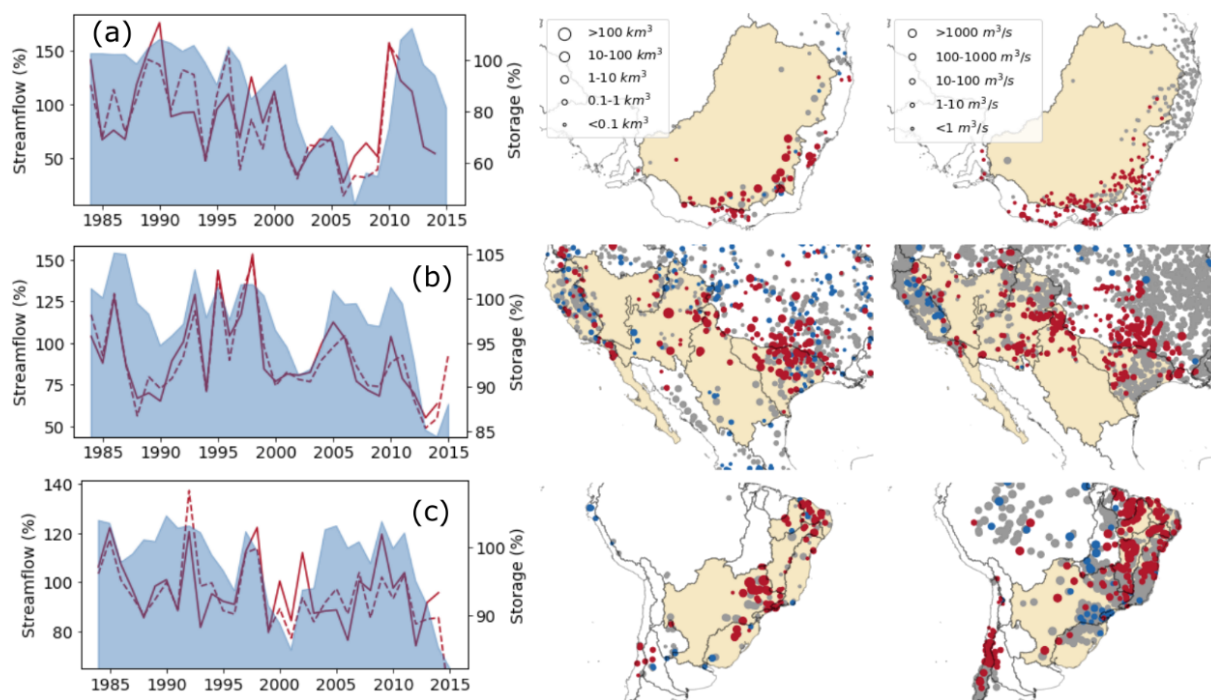 (a)
Streamflow (%)
150
100
50
100
80
60
Storage (%)
1985 1990 1995 2000 2005 2010 2015
>100 km³
10-100 km³
1-10 km³
0.1-1 km³
<0.1 km³
>1000 m³/s
100-1000 m³/s
10-100 m³/s
1-10 m³/s
<1 m³/s
(b)
Streamflow (%)
150
125
100
75
50
105
100
95
90
85
Storage (%)
1985 1990 1995 2000 2005 2010 2015
(c)
Streamflow (%)
140
120
100
80
100
90
Storage (%)
1985 1990 1995 2000 2005 2010 2015